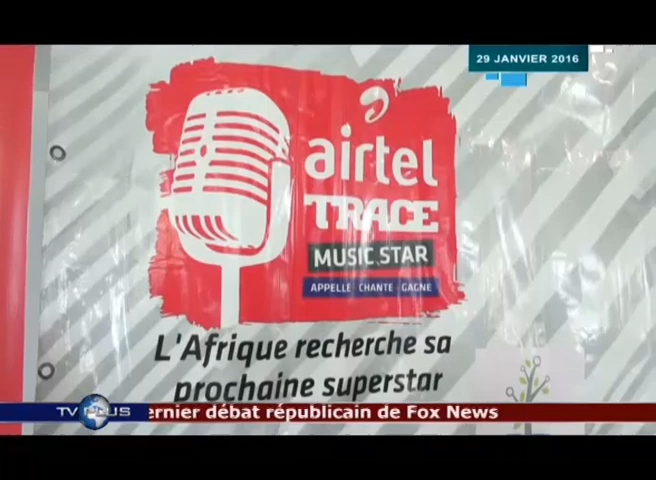 29 JANVIER 2016
airtel
TRACE
MUSIC STAR
APPELLE · CHANTE · GAGNE
L'Afrique recherche sa
prochaine superstar
TV PLUS
ernier débat républicain de Fox News